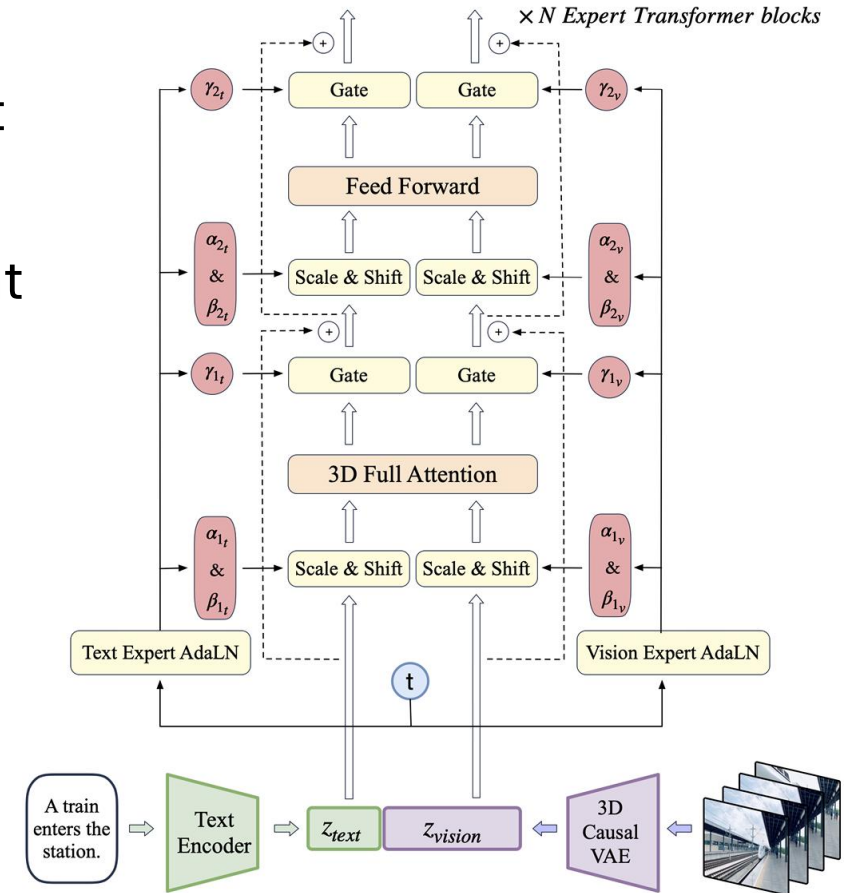 × N Expert Transformer blocks
+ +
γ2t Gate Gate γ2v
t
Feed Forward
α2t & β2t Scale & Shift Scale & Shift α2v & β2v
t
+ +
γ1t Gate Gate γ1v
3D Full Attention
α1t & β1t Scale & Shift Scale & Shift α1v & β1v
Text Expert AdaLN Vision Expert AdaLN
t
A train
enters the
station.
Text
Encoder
ztext zvision
3D
Causal
VAE